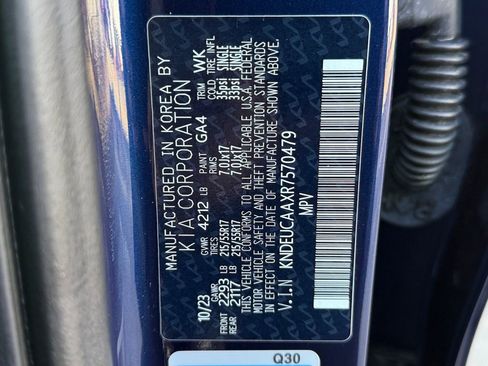 MANUFACTURED IN KOREA BY
KIA CORPORATION
10/23 GVWR 4212 LB PAINT GA4 TRIM WK
GAWR TIRES RIMS COLD TIRE INFL
FRONT 2293 LB 215/55R17 7.0JX17 35psi SINGLE
REAR 2117 LB 215/55R17 7.0JX17 35psi SINGLE
THIS VEHICLE CONFORMS TO ALL APPLICABLE U.S.A. FEDERAL
MOTOR VEHICLE SAFETY AND THEFT PREVENTION STANDARDS
IN EFFECT ON THE DATE OF MANUFACTURE SHOWN ABOVE.
V.I.N KNDEUCAAXR7570479
MPV
Q30